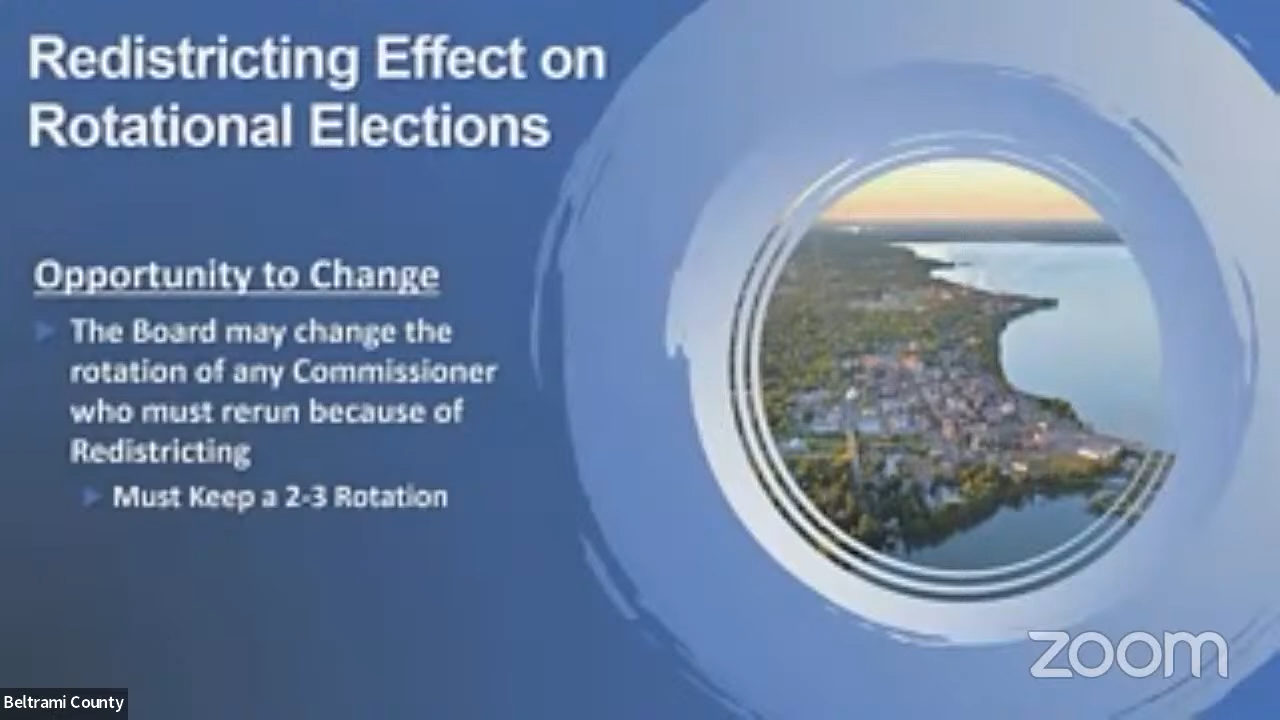 Redistricting Effect on
Rotational Elections
Opportunity to Change
The Board may change the
rotation of any Commissioner
who must rerun because of
Redistricting
Must Keep a 2-3 Rotation
zoom
Beltrami County